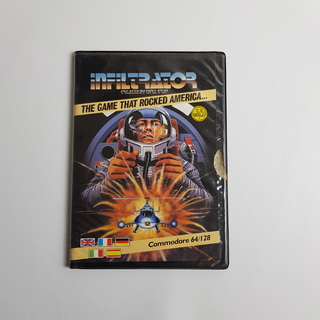 INFILTRATOR
THE GAME THAT ROCKED AMERICA...
Commodore 64/128